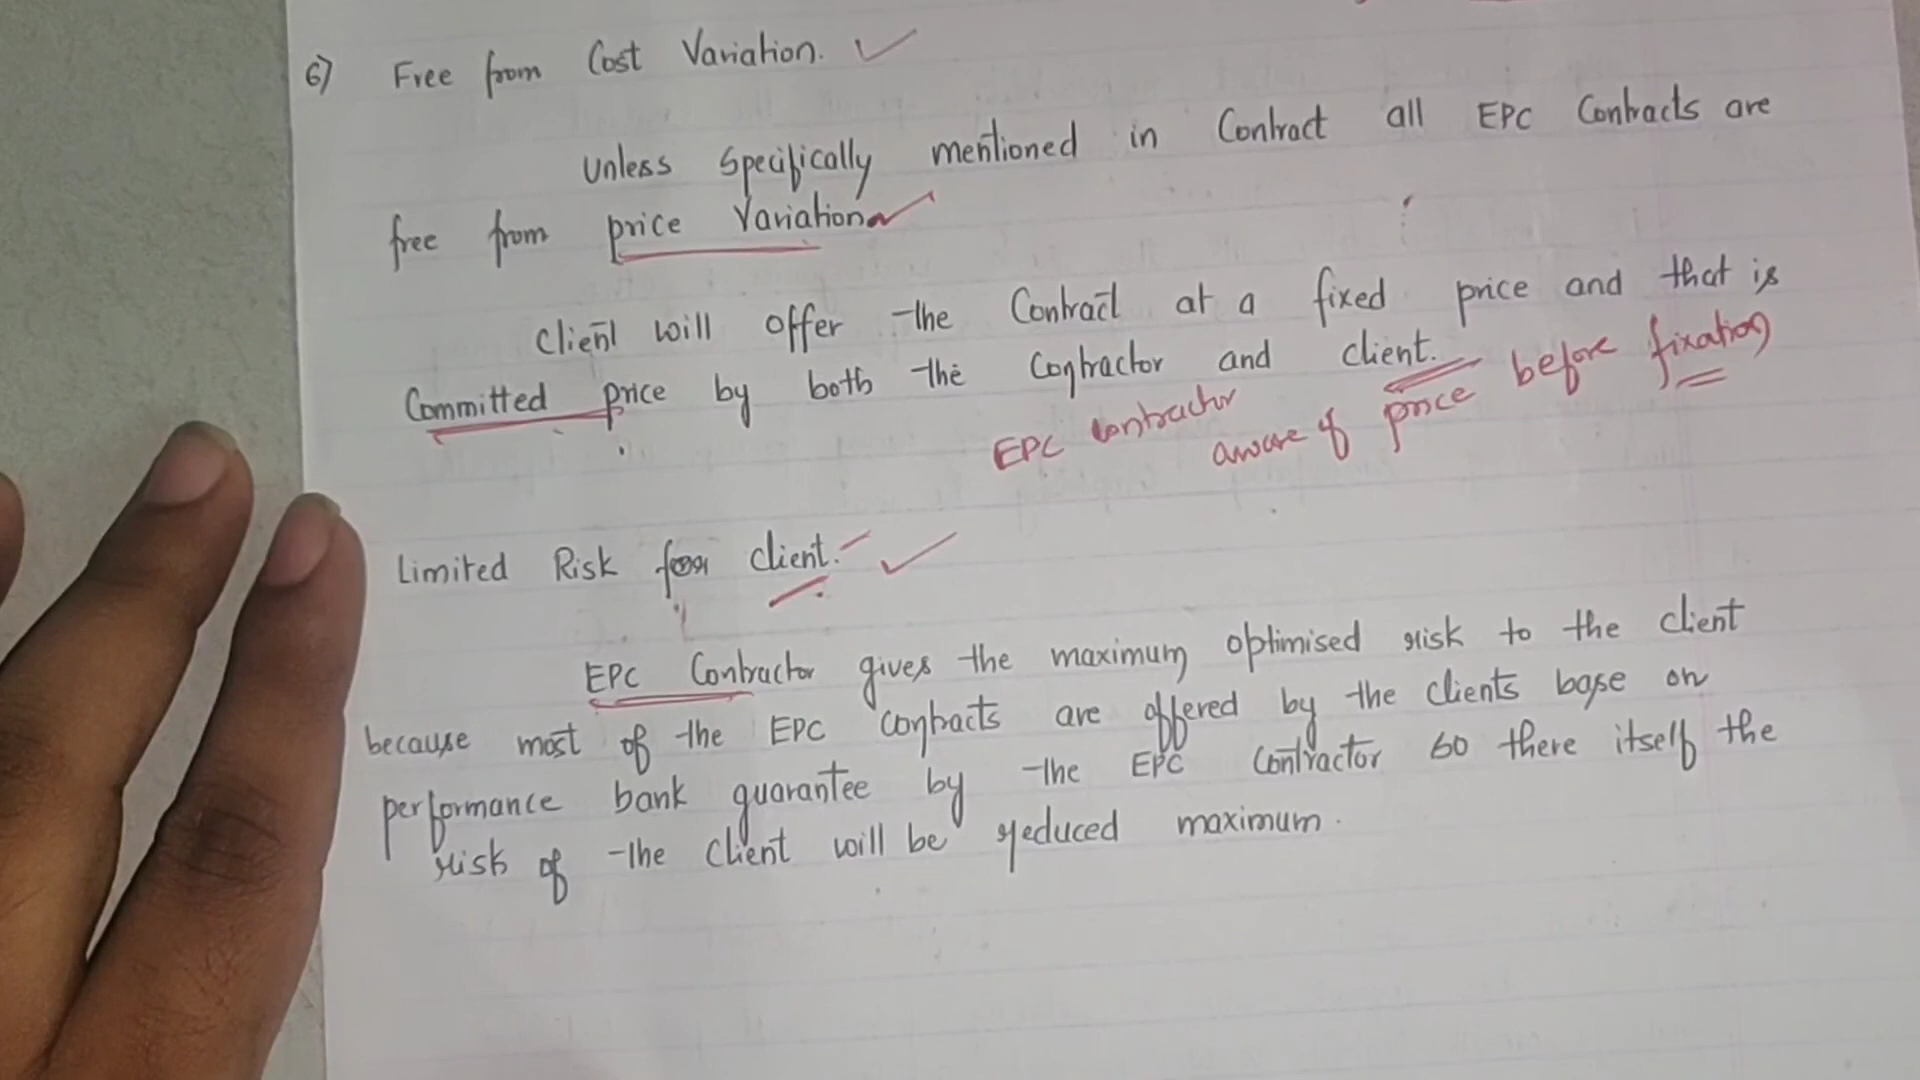 6) Free from Cost Variation.
Unless Specifically mentioned in Contract all EPC Contracts are
free from price Variation
Client will offer the Contract at a fixed price and that is
Committed price by both the Contractor and client.
EPC contractor aware of price before fixation
Limited Risk for client.
EPC Contractor gives the maximum optimised risk to the client
because most of the EPC contracts are offered by the clients base on
performance bank guarantee by the EPC Contractor so there itself the
risk of the client will be reduced maximum.